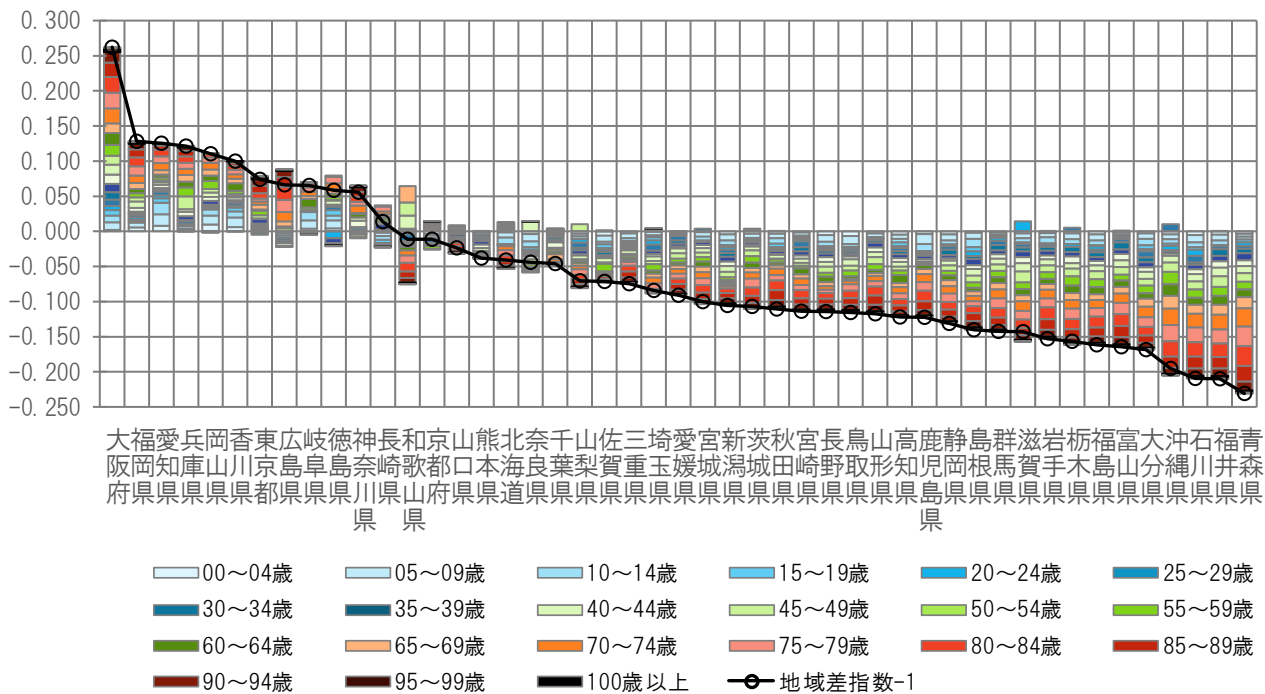 0.300
0.250
0.200
0.150
0.100
0.050
0.000
-0.050
-0.100
-0.150
-0.200
-0.250
大阪府
福岡県
愛知県
兵庫県
岡山県
香川県
東京都
広島県
岐阜県
徳島県
神奈川県
長崎県
和歌山県
京都府
山口県
熊本県
北海道
奈良県
千葉県
山梨県
佐賀県
三重県
埼玉県
愛媛県
宮城県
新潟県
茨城県
秋田県
宮崎県
長野県
鳥取県
山形県
高知県
鹿児島県
静岡県
島根県
群馬県
滋賀県
岩手県
栃木県
福島県
富山県
大分県
沖縄県
石川県
福井県
青森県
00～04歳 05～09歳 10～14歳 15～19歳 20～24歳 25～29歳
30～34歳 35～39歳 40～44歳 45～49歳 50～54歳 55～59歳
60～64歳 65～69歳 70～74歳 75～79歳 80～84歳 85～89歳
90～94歳 95～99歳 100歳以上 地域差指数-1